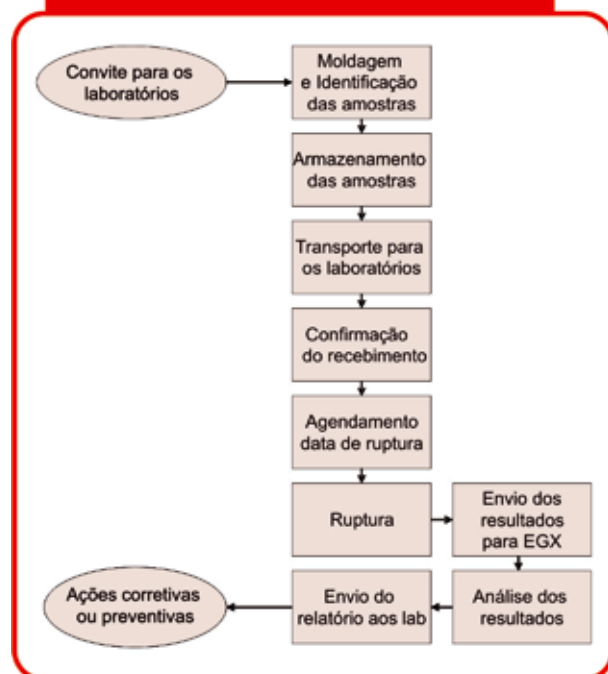 Convite para os
laboratórios
Moldagem
e Identificação
das amostras
Armazenamento
das amostras
Transporte para
os laboratórios
Confirmação
do recebimento
Agendamento
data de ruptura
Ruptura
Envio dos
resultados
para EGX
Análise dos
resultados
Envio do
relatório aos lab
Ações corretivas
ou preventivas